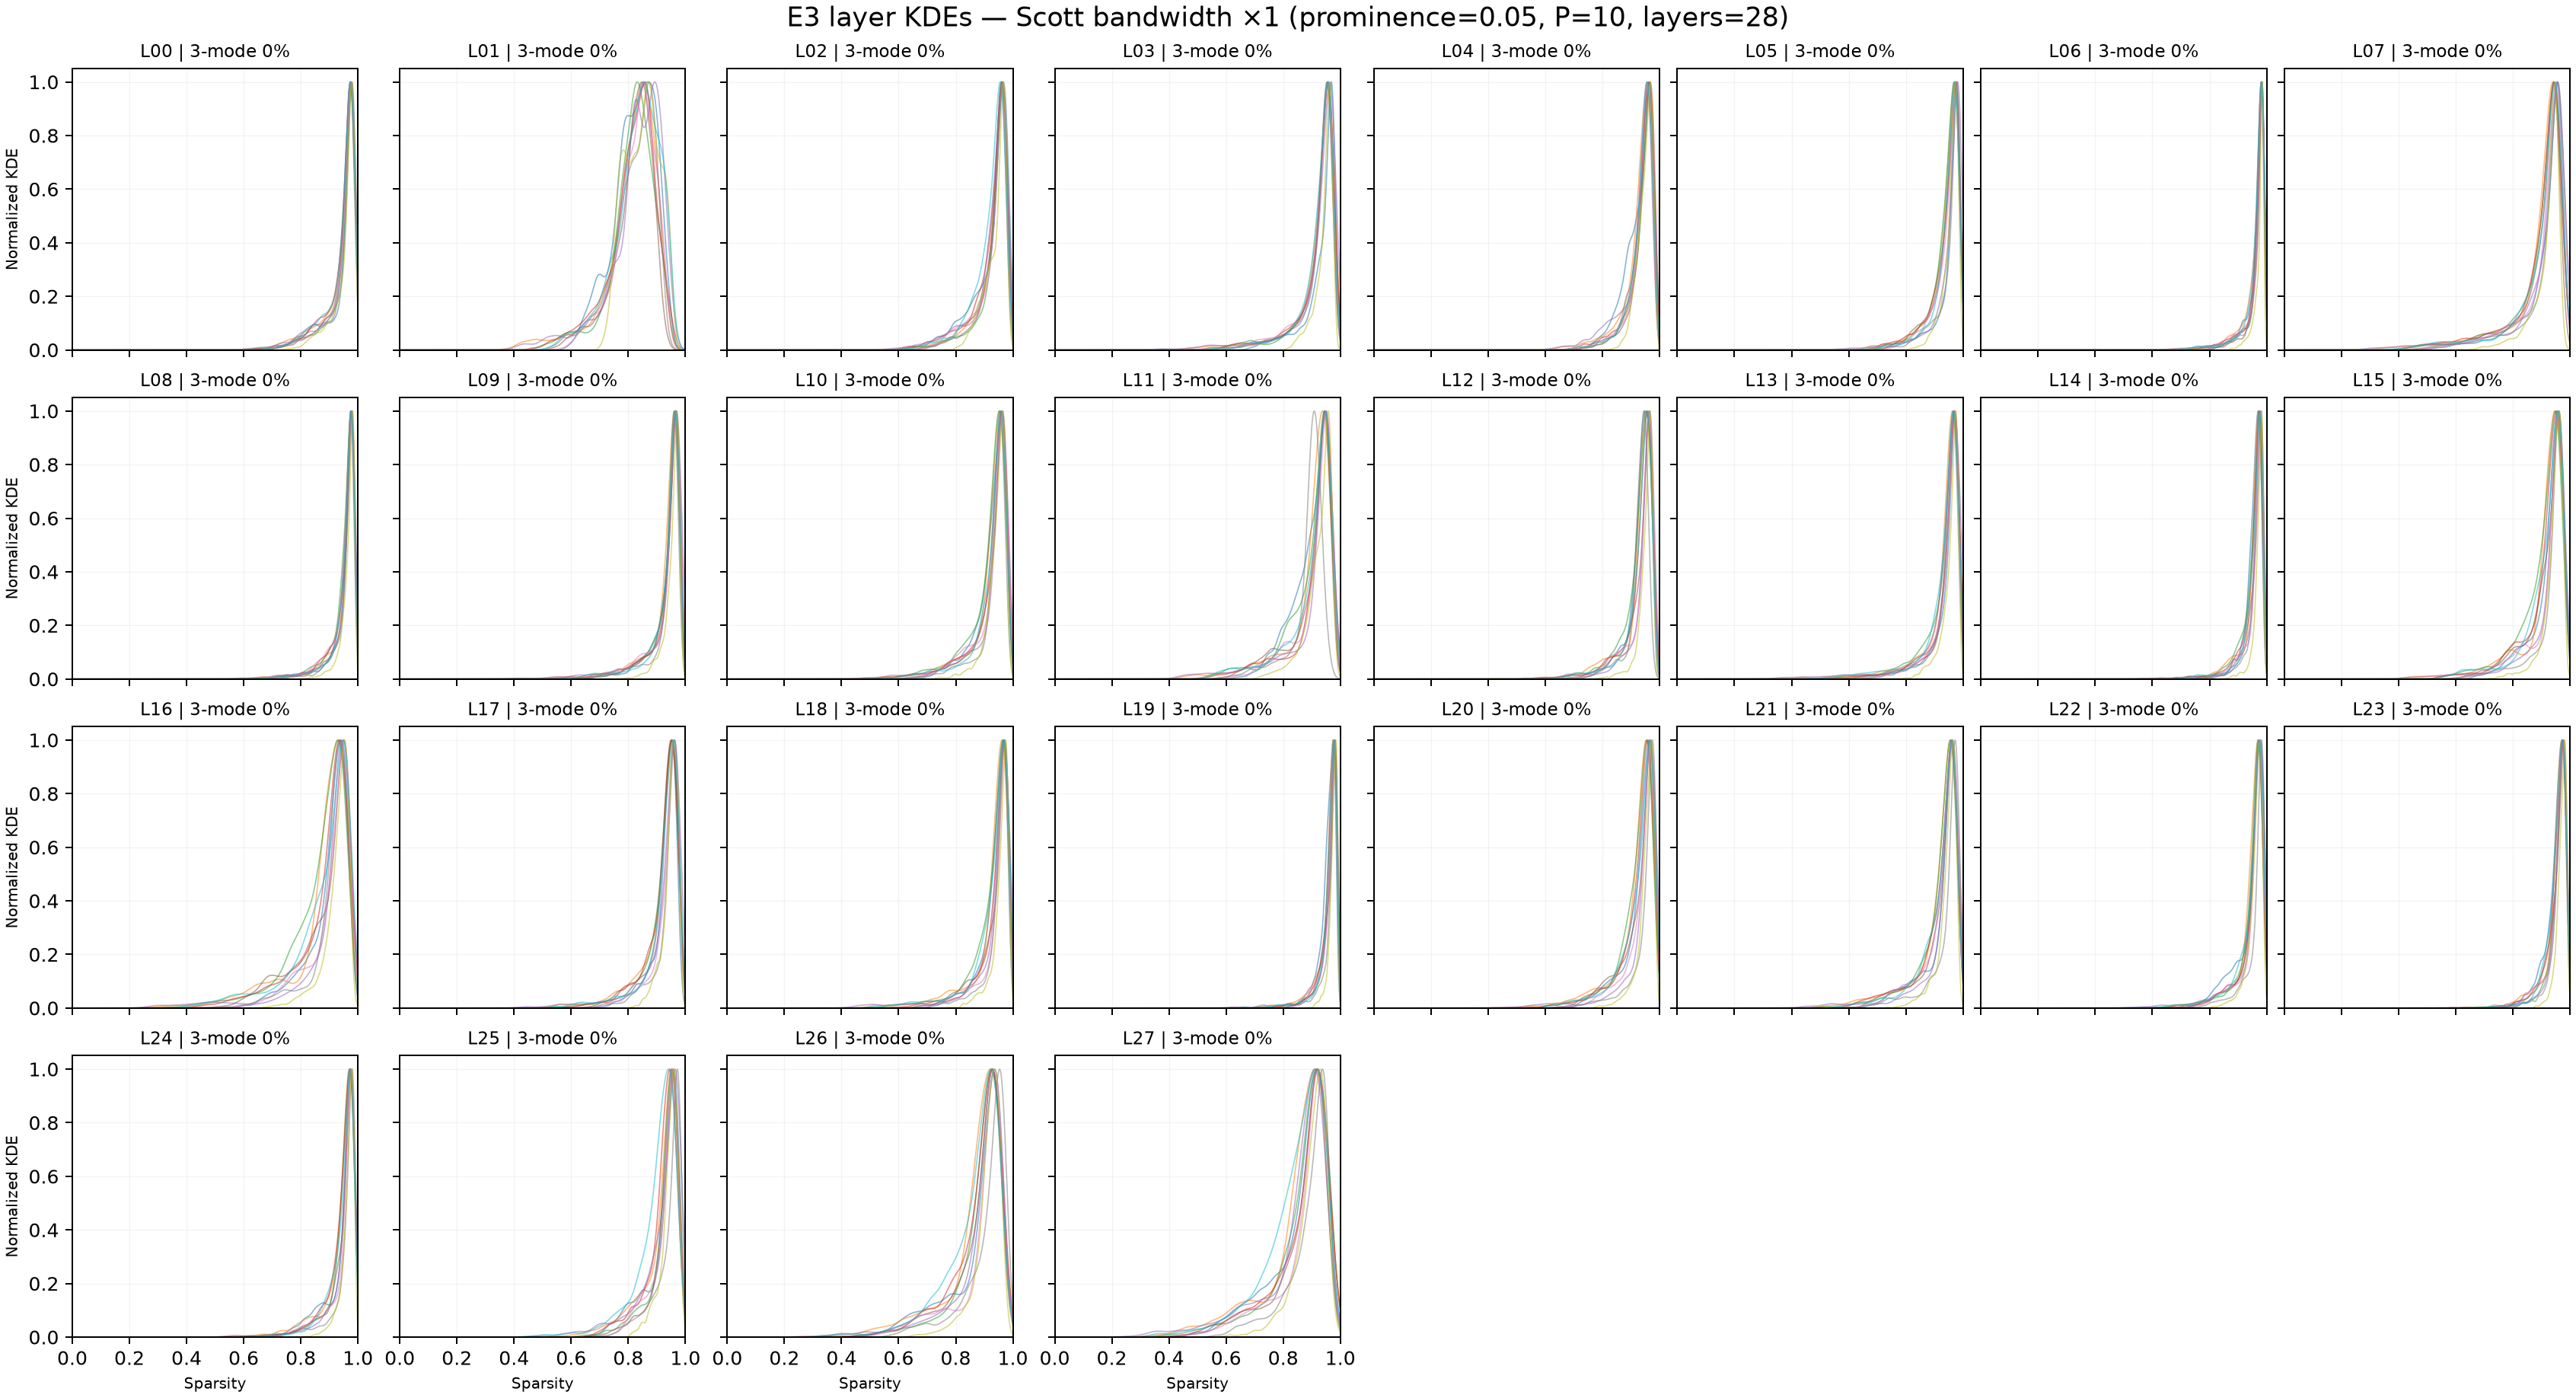 E3 layer KDEs — Scott bandwidth ×1 (prominence=0.05, P=10, layers=28)
L00 | 3-mode 0%
L01 | 3-mode 0%
L02 | 3-mode 0%
L03 | 3-mode 0%
L04 | 3-mode 0%
L05 | 3-mode 0%
L06 | 3-mode 0%
L07 | 3-mode 0%
1.0
0.8
0.6
0.4
0.2
0.0
Normalized KDE
L08 | 3-mode 0%
L09 | 3-mode 0%
L10 | 3-mode 0%
L11 | 3-mode 0%
L12 | 3-mode 0%
L13 | 3-mode 0%
L14 | 3-mode 0%
L15 | 3-mode 0%
1.0
0.8
0.6
0.4
0.2
0.0
Normalized KDE
L16 | 3-mode 0%
L17 | 3-mode 0%
L18 | 3-mode 0%
L19 | 3-mode 0%
L20 | 3-mode 0%
L21 | 3-mode 0%
L22 | 3-mode 0%
L23 | 3-mode 0%
1.0
0.8
0.6
0.4
0.2
0.0
Normalized KDE
L24 | 3-mode 0%
L25 | 3-mode 0%
L26 | 3-mode 0%
L27 | 3-mode 0%
1.0
0.8
0.6
0.4
0.2
0.0
Normalized KDE
0.0 0.2 0.4 0.6 0.8 1.0
0.0 0.2 0.4 0.6 0.8 1.0
0.0 0.2 0.4 0.6 0.8 1.0
0.0 0.2 0.4 0.6 0.8 1.0
Sparsity
Sparsity
Sparsity
Sparsity